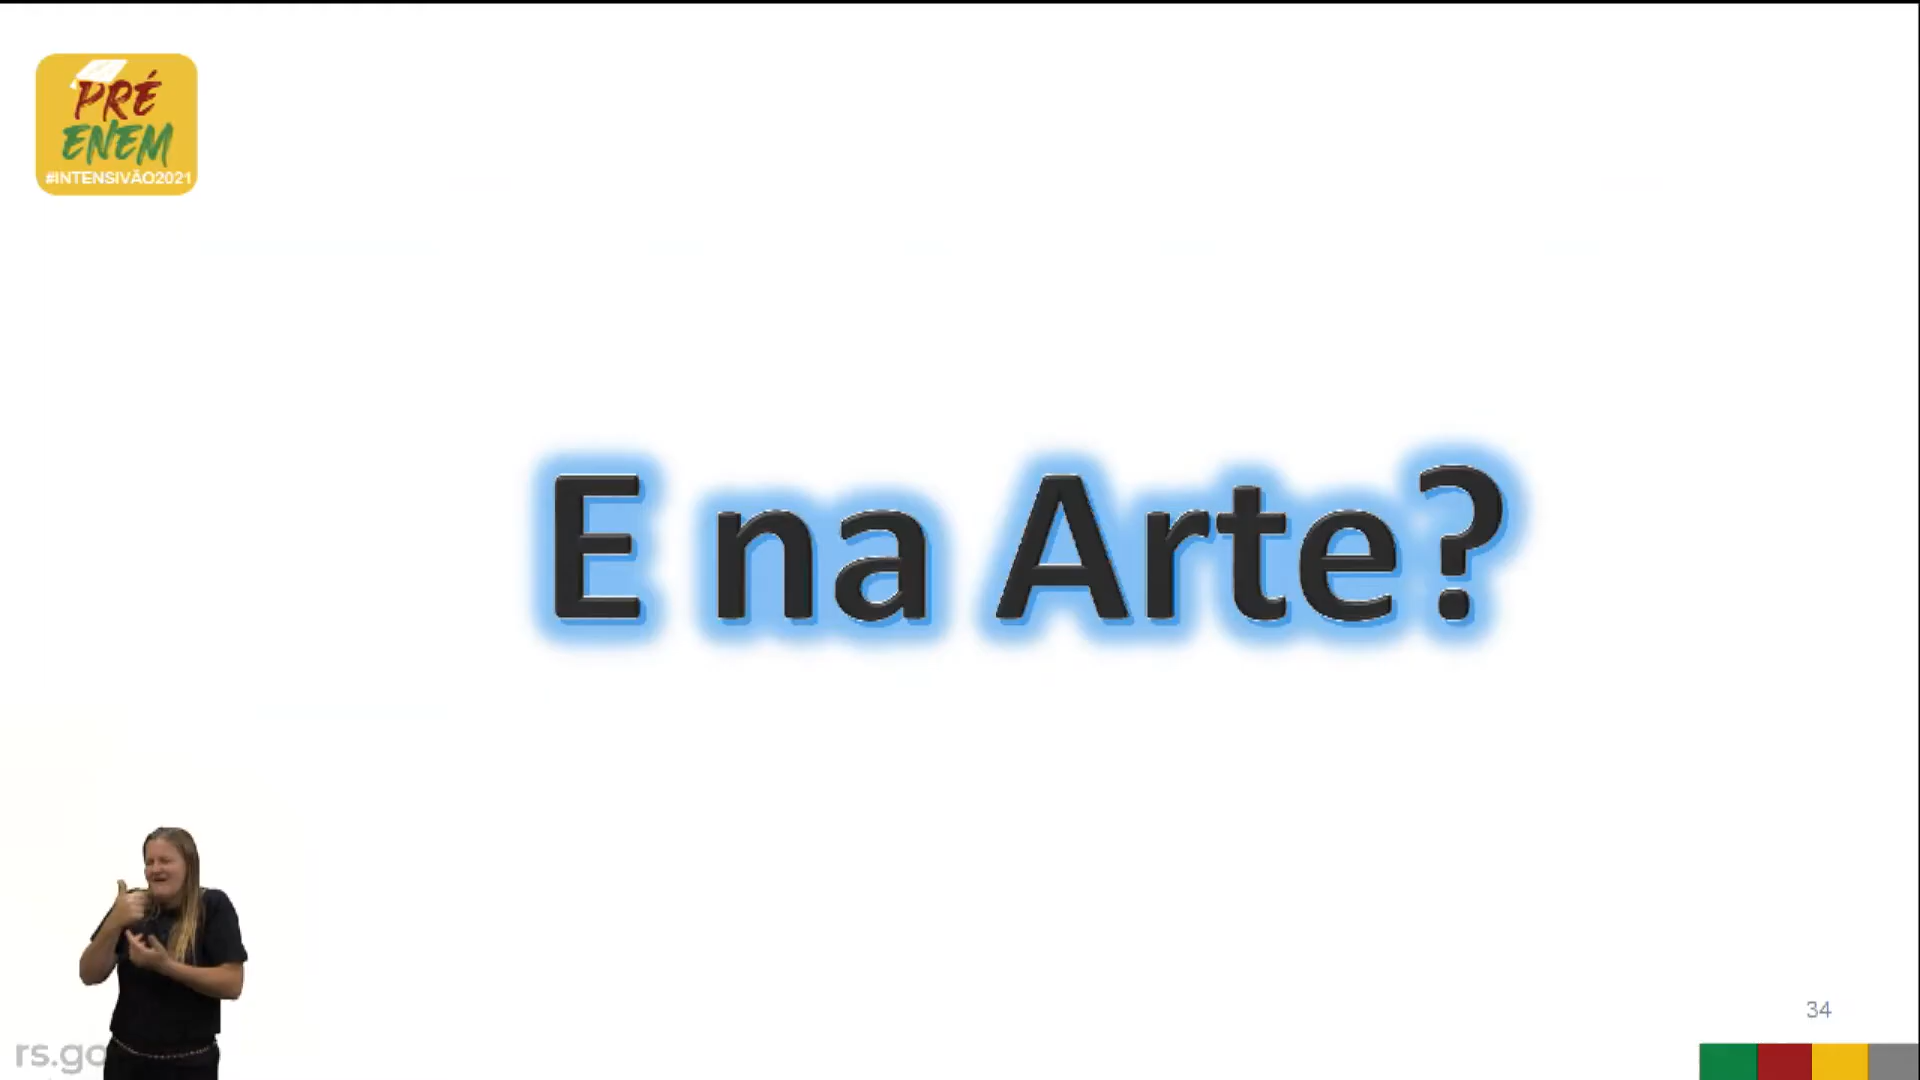 PRÉ
ENEM
#INTENSIVÃO2021
E na Arte?
34
rs.go